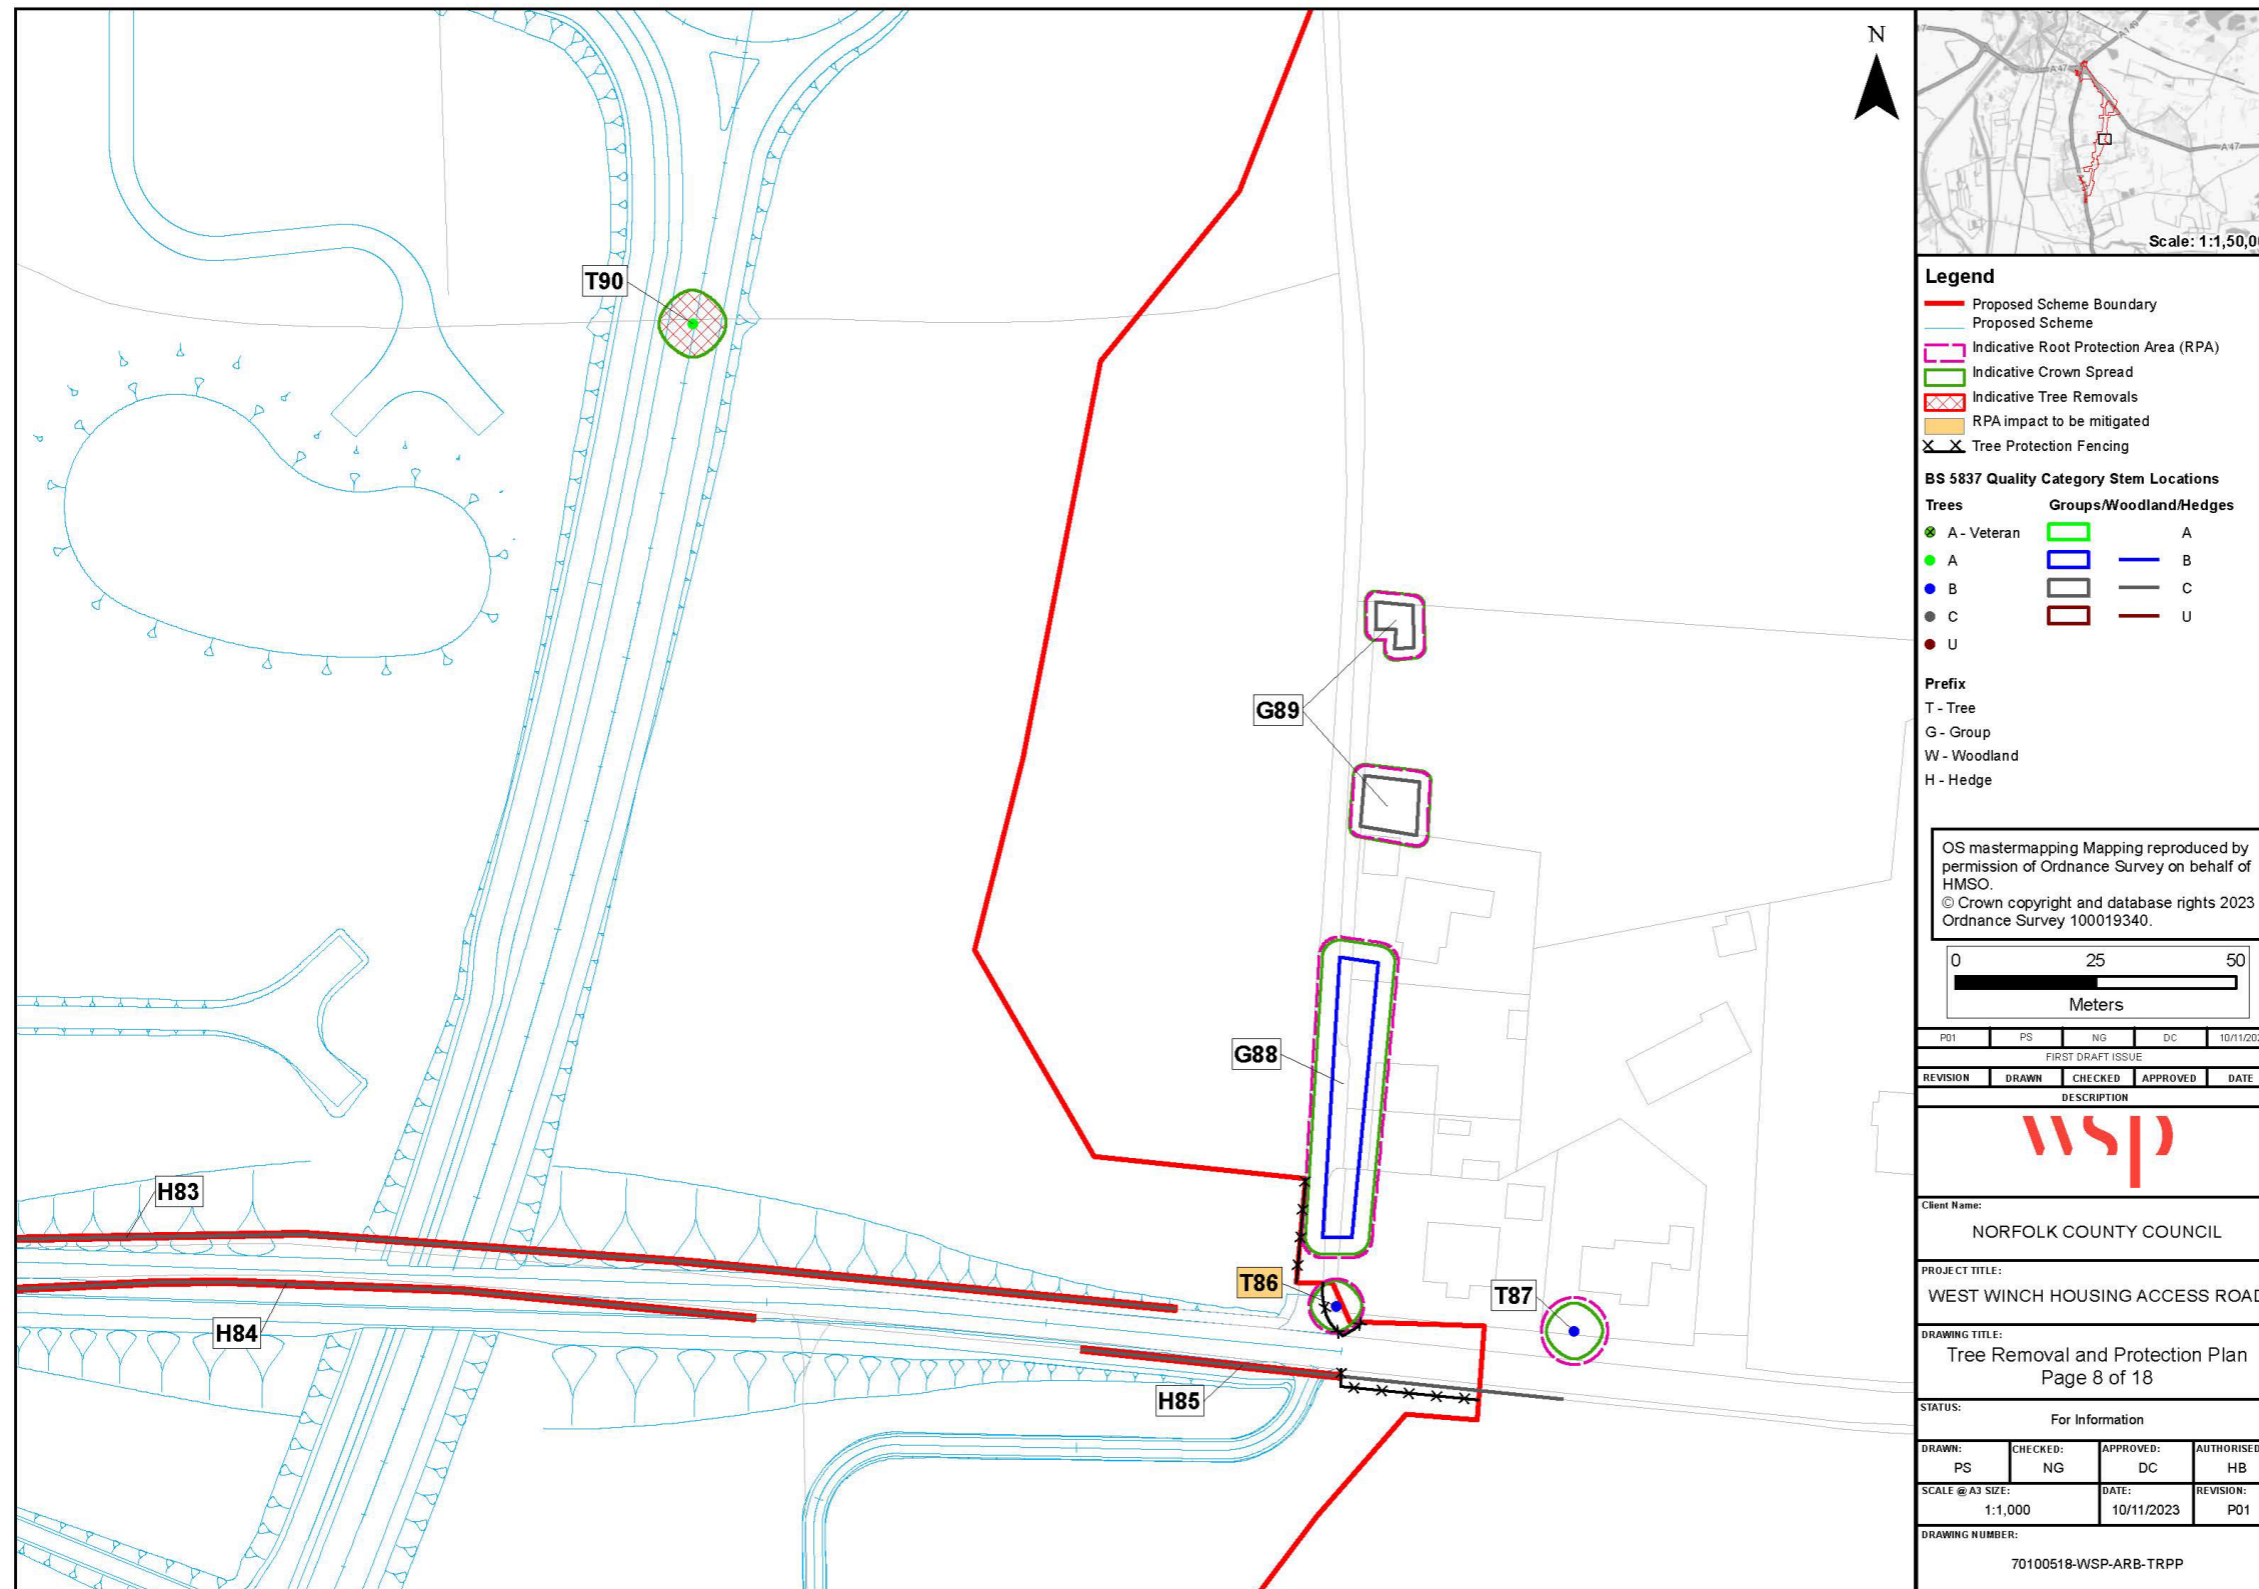 N
T90
G89
G88
H83
T86
T87
H84
H85
A47
A47
Scale: 1:1,50,00
Legend
Proposed Scheme Boundary
Proposed Scheme
Indicative Root Protection Area (RPA)
Indicative Crown Spread
Indicative Tree Removals
RPA impact to be mitigated
Tree Protection Fencing
BS 5837 Quality Category Stem Locations
Trees Groups/Woodland/Hedges
A - Veteran A
A B
B C
C U
U
Prefix
T - Tree
G - Group
W - Woodland
H - Hedge
OS mastermapping Mapping reproduced by
permission of Ordnance Survey on behalf of
HMSO.
© Crown copyright and database rights 2023
Ordnance Survey 100019340.
0 25 50
Meters
P01 PS NG DC 10/11/202
FIRST DRAFT ISSUE
REVISION DRAWN CHECKED APPROVED DATE
DESCRIPTION
wsp
Client Name:
NORFOLK COUNTY COUNCIL
PROJECT TITLE:
WEST WINCH HOUSING ACCESS ROAD
DRAWING TITLE:
Tree Removal and Protection Plan
Page 8 of 18
STATUS:
For Information
DRAWN: CHECKED: APPROVED: AUTHORISED
PS NG DC HB
SCALE @ A3 SIZE: DATE: REVISION:
1:1,000 10/11/2023 P01
DRAWING NUMBER:
70100518-WSP-ARB-TRPP